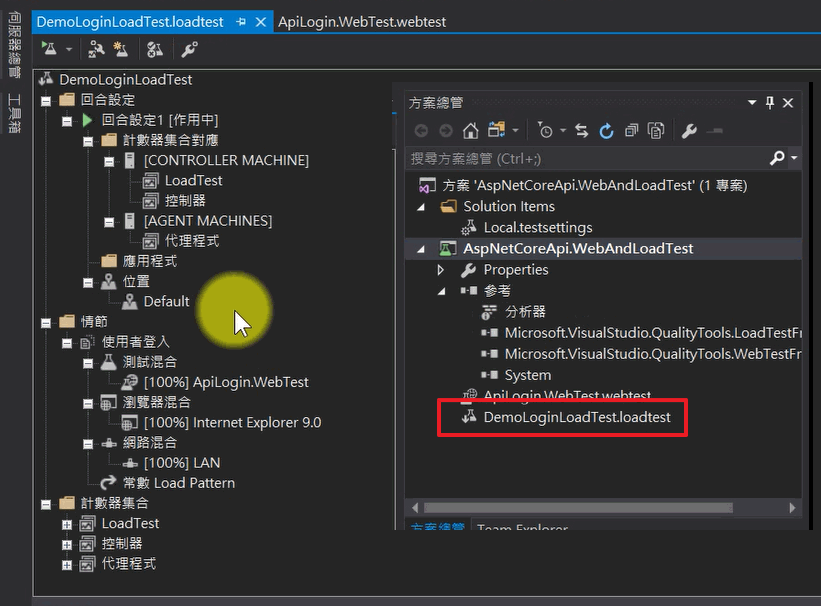 伺服器總管
工具箱
DemoLoginLoadTest.loadtest
ApiLogin.WebTest.webtest
DemoLoginLoadTest
回合設定
回合設定1 [作用中]
計數器集合對應
[CONTROLLER MACHINE]
LoadTest
控制器
[AGENT MACHINES]
代理程式
應用程式
位置
Default
情節
使用者登入
測試混合
[100%] ApiLogin.WebTest
瀏覽器混合
[100%] Internet Explorer 9.0
網路混合
[100%] LAN
常數 Load Pattern
計數器集合
LoadTest
控制器
代理程式
方案總管
搜尋方案總管 (Ctrl+;)
方案 'AspNetCoreApi.WebAndLoadTest' (1 專案)
Solution Items
Local.testsettings
AspNetCoreApi.WebAndLoadTest
Properties
參考
分析器
Microsoft.VisualStudio.QualityTools.LoadTestFr
Microsoft.VisualStudio.QualityTools.WebTestFr
System
ApiLogin.WebTest.webtest
DemoLoginLoadTest.loadtest
方案總管
Team Explorer